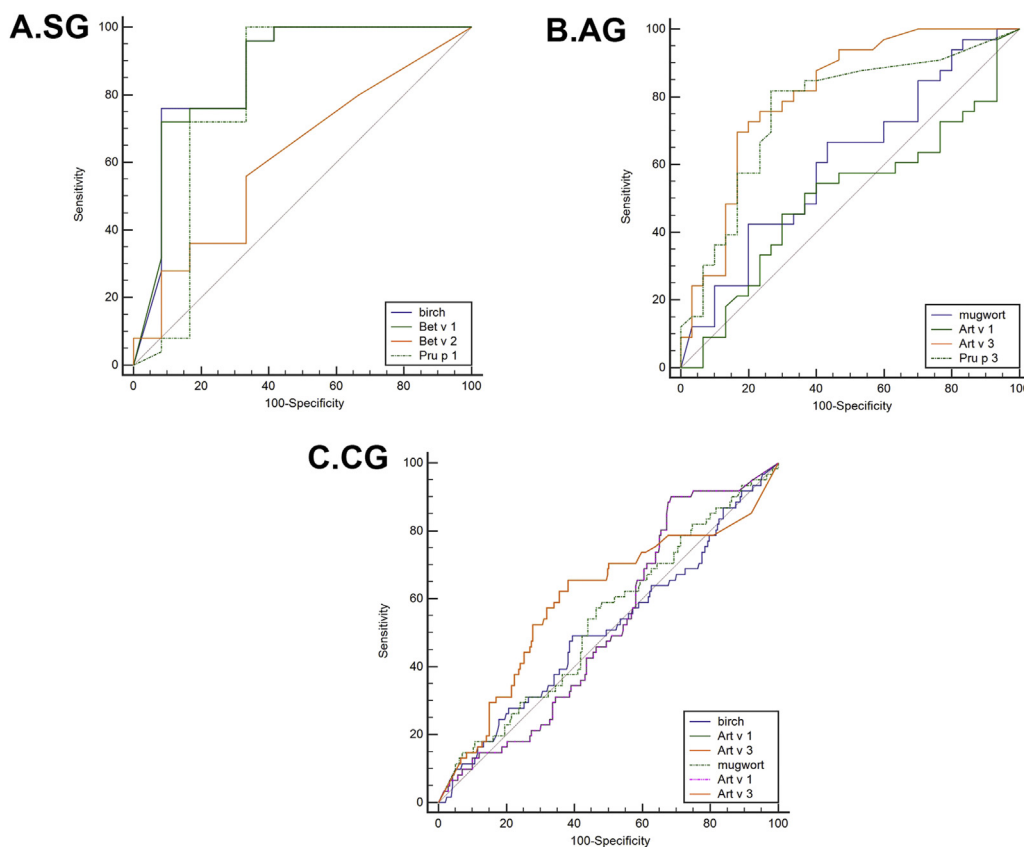 A.SG
100
80
60
40
20
0
Sensitivity
birch
Bet v 1
Bet v 2
Pru p 1
0 20 40 60 80 100
100-Specificity
B.AG
100
80
60
40
20
0
Sensitivity
mugwort
Art v 1
Art v 3
Pru p 3
0 20 40 60 80 100
100-Specificity
C.CG
100
80
60
40
20
0
Sensitivity
birch
Art v 1
Art v 3
mugwort
Art v 1
Art v 3
0 20 40 60 80 100
100-Specificity